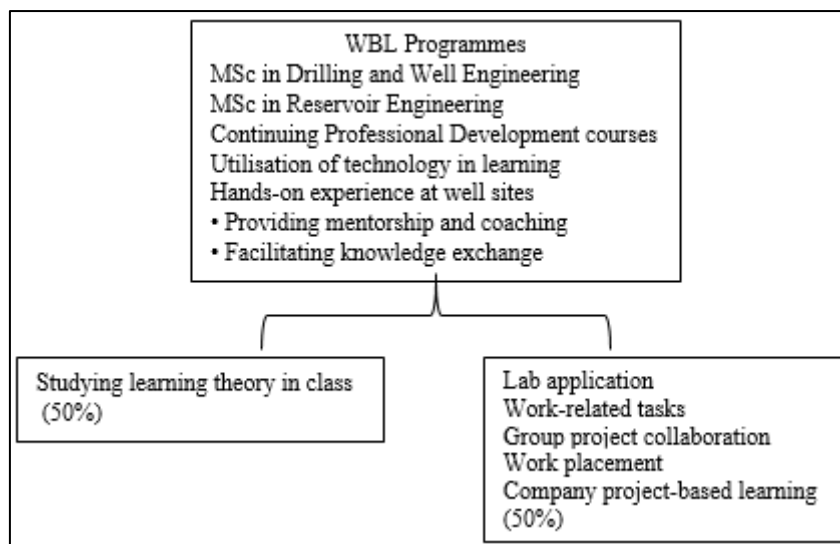 WBL Programmes
MSc in Drilling and Well Engineering
MSc in Reservoir Engineering
Continuing Professional Development courses
Utilisation of technology in learning
Hands-on experience at well sites
• Providing mentorship and coaching
• Facilitating knowledge exchange
Studying learning theory in class
(50%)
Lab application
Work-related tasks
Group project collaboration
Work placement
Company project-based learning
(50%)